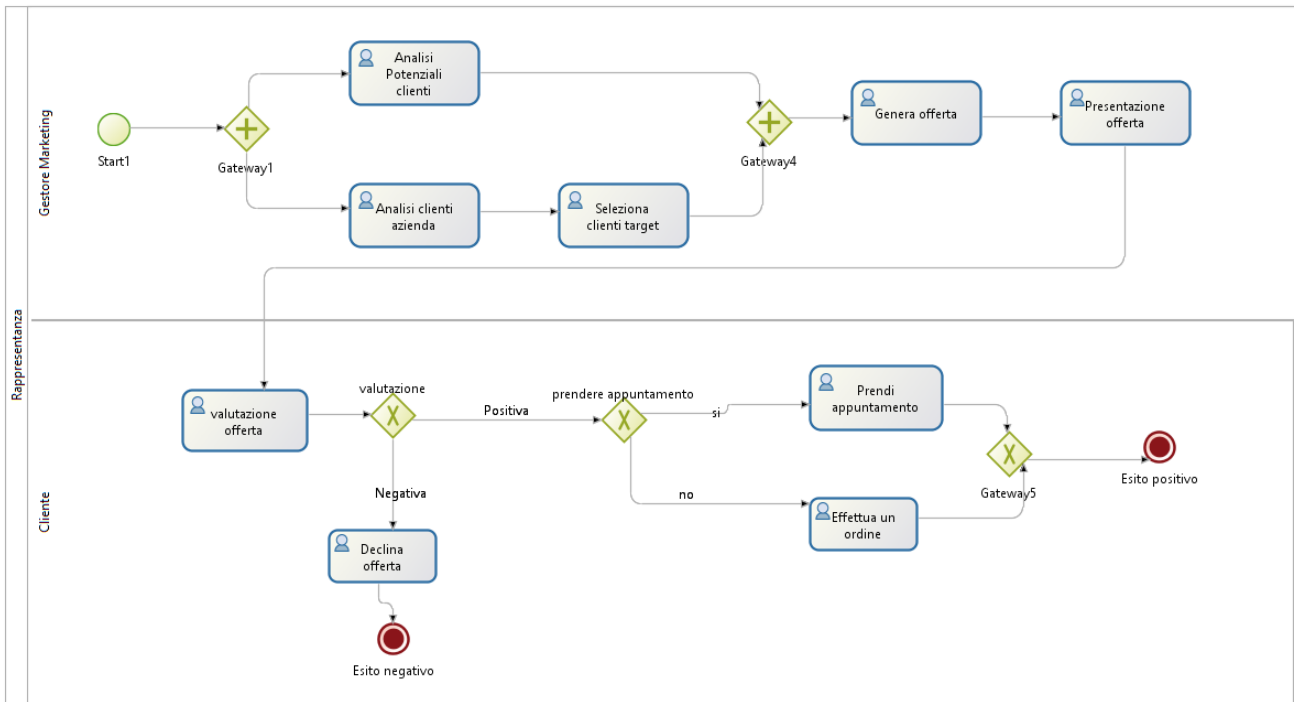 Rappresentanza
Gestore Marketing
Start1
Gateway1
Analisi
Potenziali
clienti
Analisi clienti
azienda
Seleziona
clienti target
Gateway4
Genera offerta
Presentazione
offerta
Cliente
valutazione
offerta
valutazione
Positiva
Negativa
Declina
offerta
Esito negativo
prendere appuntamento
si
no
Prendi
appuntamento
Effettua un
ordine
Gateway5
Esito positivo